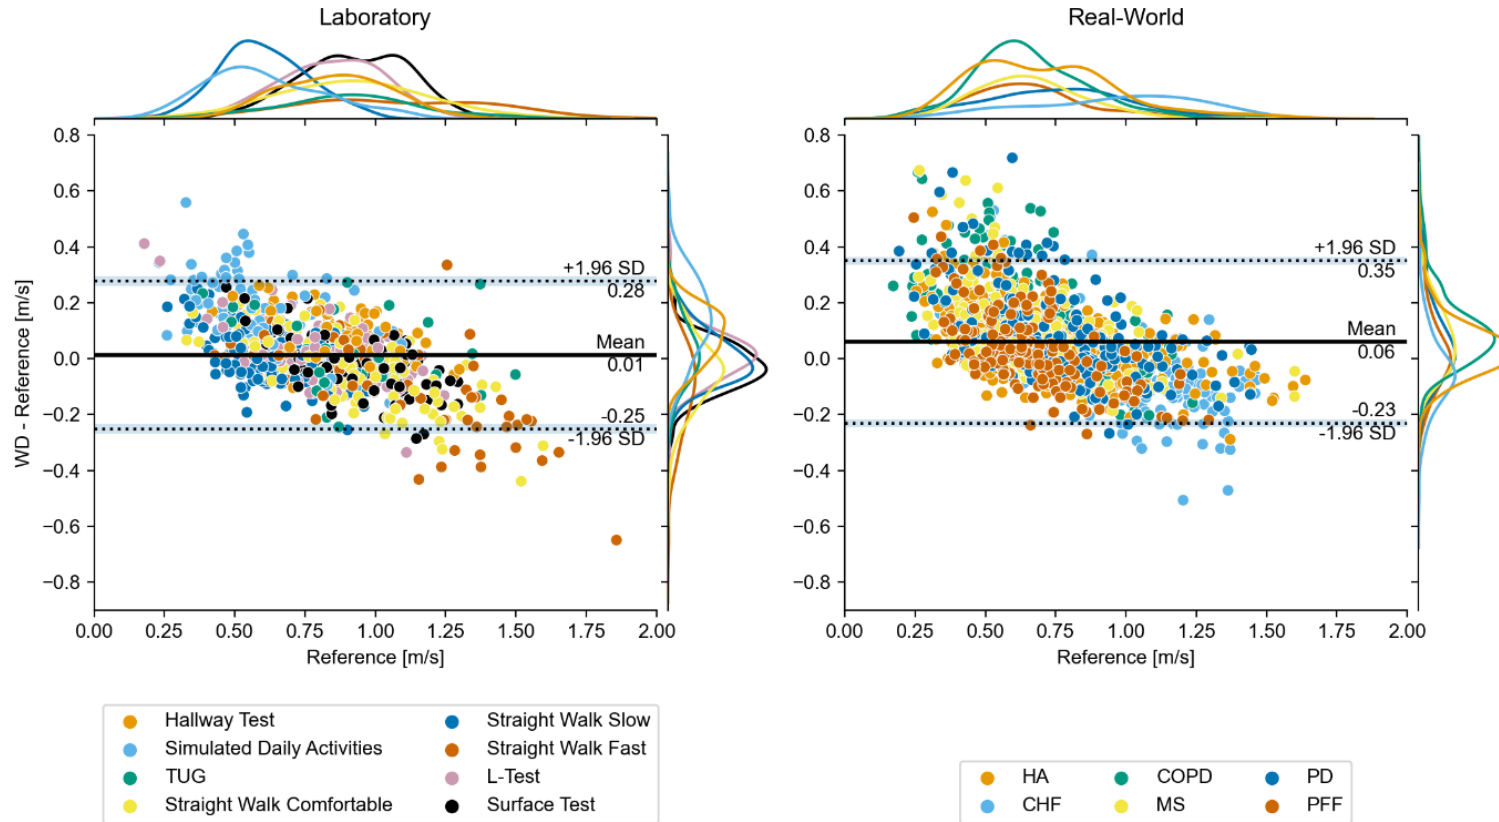 Laboratory
0.8
0.6
0.4
0.2
0.0
−0.2
−0.4
−0.6
−0.8
WD - Reference [m/s]
+1.96 SD
0.28
Mean
0.01
-0.25
-1.96 SD
0.00 0.25 0.50 0.75 1.00 1.25 1.50 1.75 2.00
Reference [m/s]
Hallway Test
Simulated Daily Activities
TUG
Straight Walk Comfortable
Straight Walk Slow
Straight Walk Fast
L-Test
Surface Test
Real-World
0.8
0.6
0.4
0.2
0.0
−0.2
−0.4
−0.6
−0.8
+1.96 SD
0.35
Mean
0.06
-0.23
-1.96 SD
0.00 0.25 0.50 0.75 1.00 1.25 1.50 1.75 2.00
Reference [m/s]
HA
CHF
COPD
MS
PD
PFF